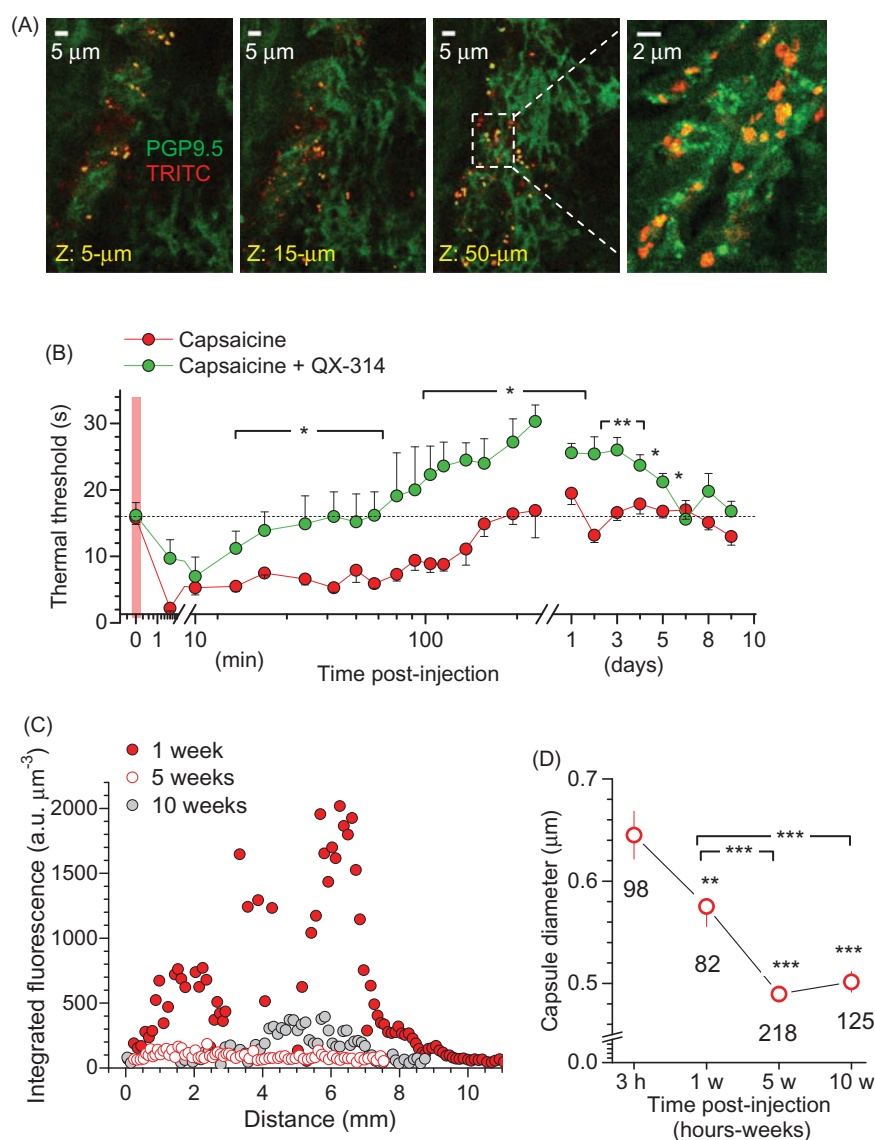 (A)
5 μm
5 μm
5 μm
2 μm
PGP9.5
TRITC
Z: 5-μm
Z: 15-μm
Z: 50-μm
(B)
Capsaicine
Capsaicine + QX-314
Thermal threshold (s)
30
20
10
0
*
*
**
*
*
0
1
10
100
1
3
5
8
10
(min)
(days)
Time post-injection
(C)
1 week
5 weeks
10 weeks
Integrated fluorescence (a.u. μm⁻³)
2000
1500
1000
500
0
0
2
4
6
8
10
Distance (mm)
(D)
Capsule diameter (μm)
0.7
0.6
0.5
0.0
98
82
218
125
**
***
***
***
***
3 h
1 w
5 w
10 w
Time post-injection
(hours-weeks)